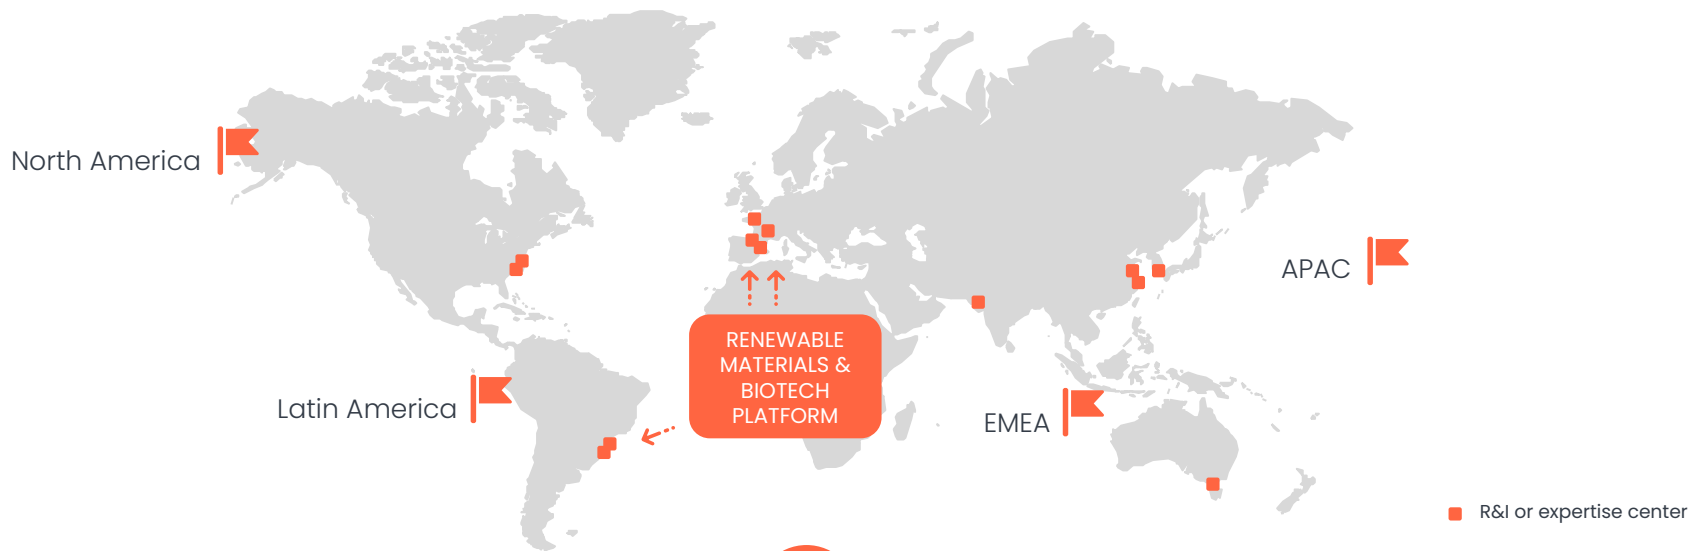 North America
APAC
RENEWABLE
MATERIALS &
BIOTECH
PLATFORM
Latin America
EMEA
R&I or expertise center